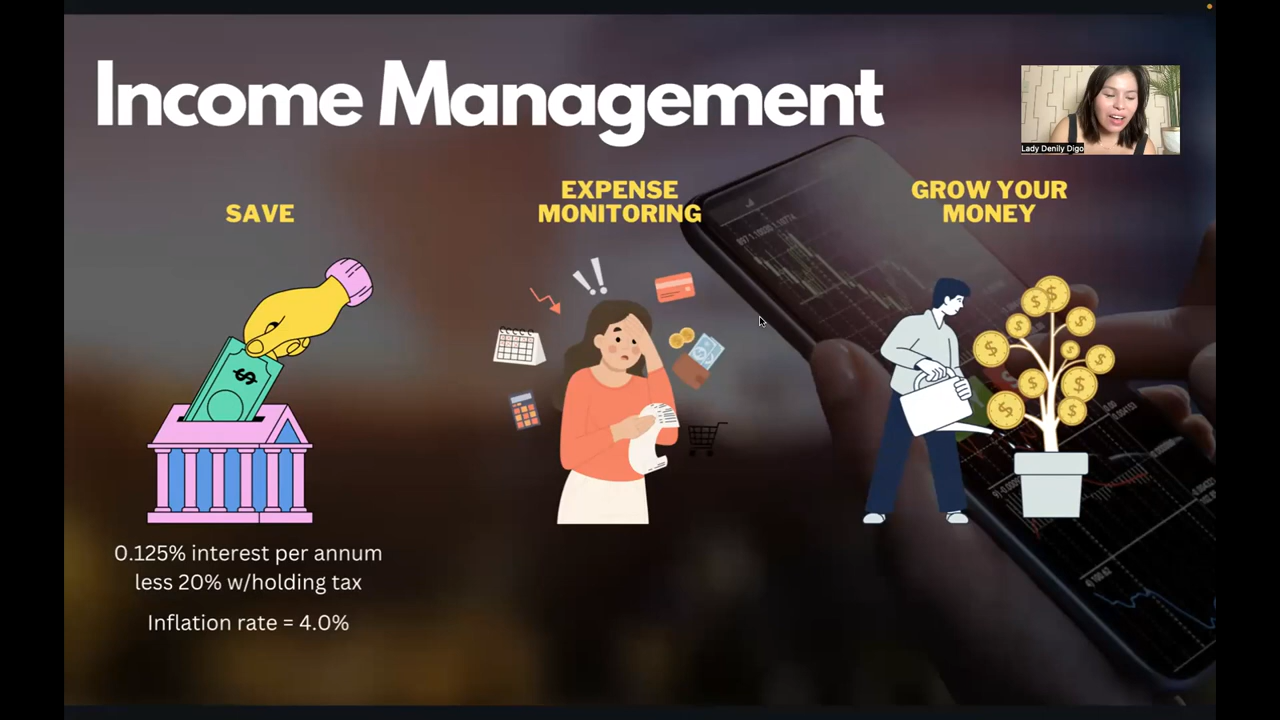 Income Management
Lady Denily Digo
SAVE
EXPENSE
MONITORING
GROW YOUR
MONEY
0.125% interest per annum
less 20% w/holding tax
Inflation rate = 4.0%